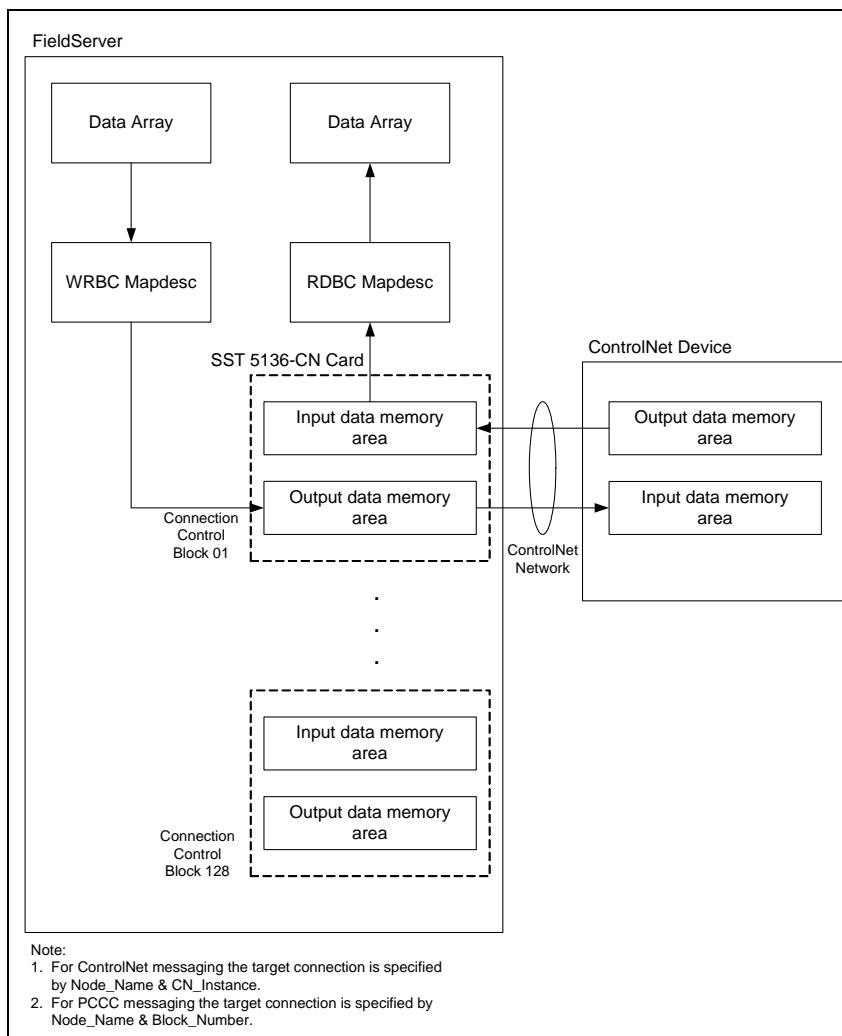 FieldServer
Data Array
Data Array
WRBC Mapdesc
RDBC Mapdesc
SST 5136-CN Card
ControlNet Device
Input data memory
area
Output data memory
area
Output data memory
area
Input data memory
area
Connection
Control
Block 01
ControlNet
Network
.
.
.
Input data memory
area
Output data memory
area
Connection
Control
Block 128
Note:
1. For ControlNet messaging the target connection is specified
by Node_Name & CN_Instance.
2. For PCCC messaging the target connection is specified by
Node_Name & Block_Number.